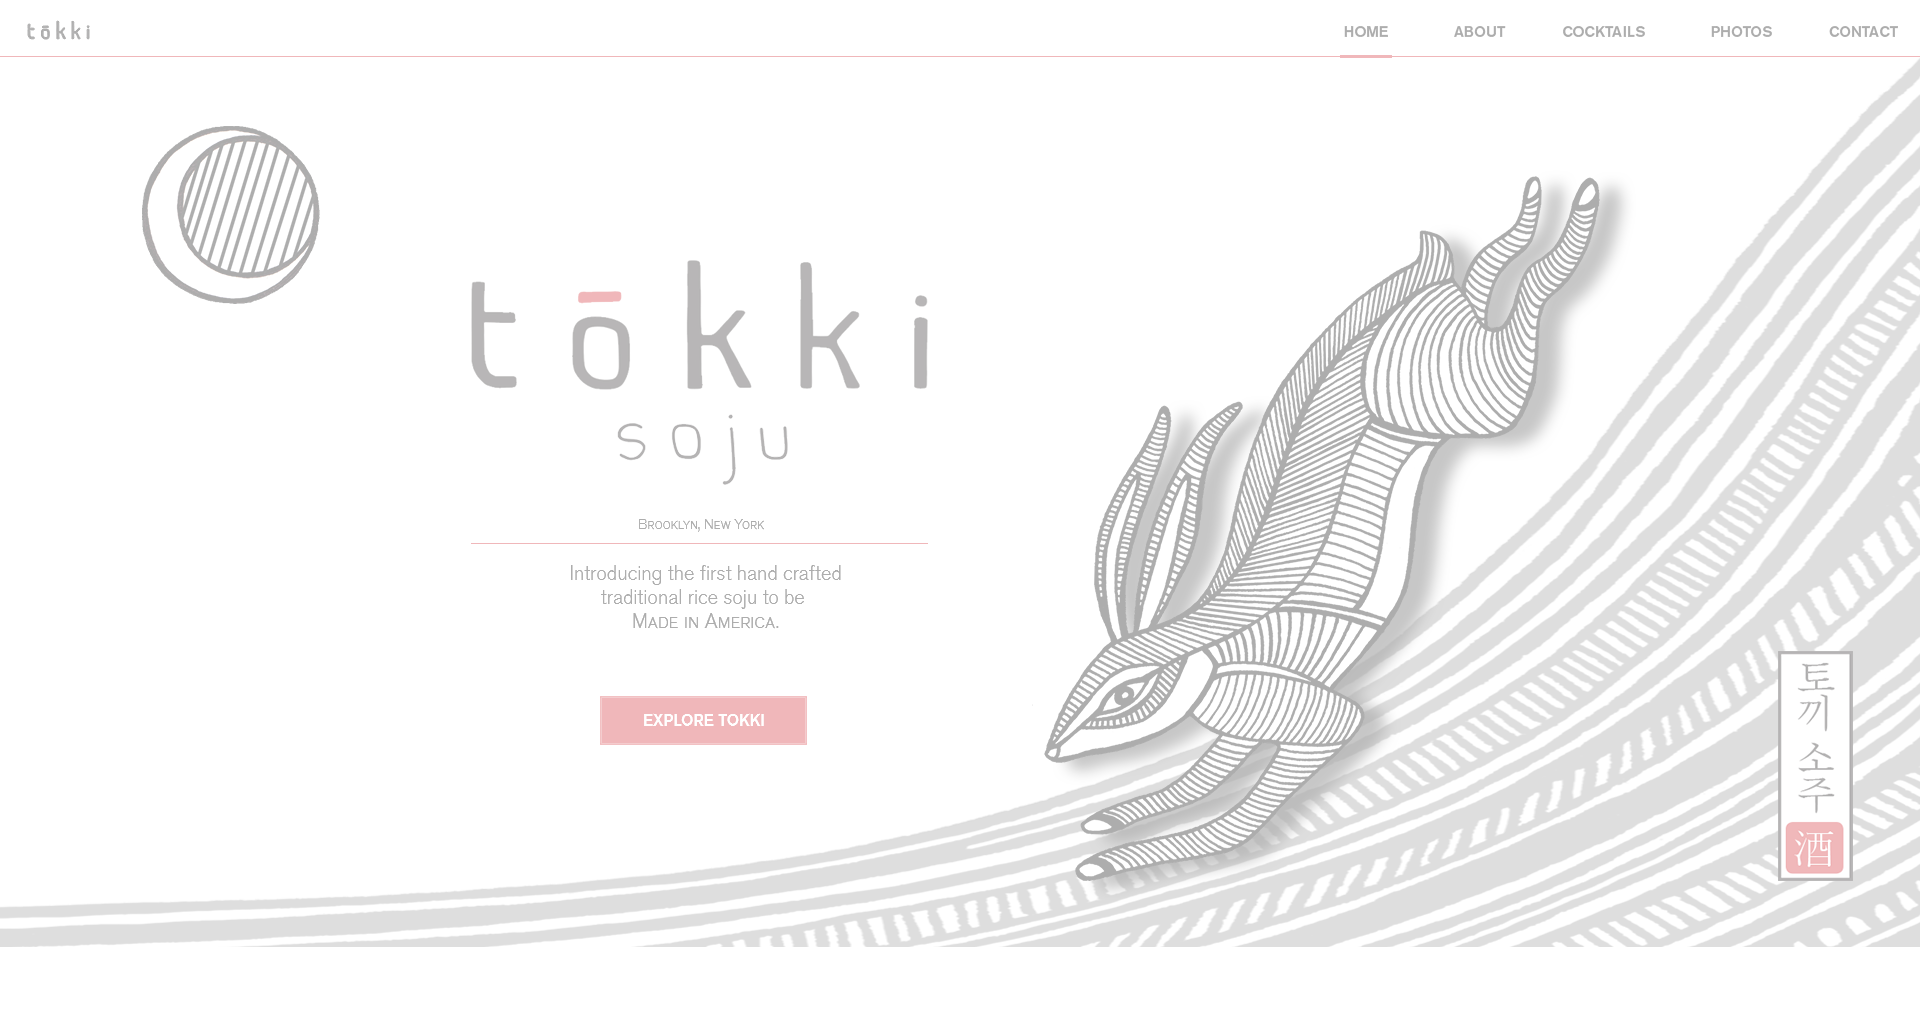 tōkki
HOME
ABOUT
COCKTAILS
PHOTOS
CONTACT
tōkki
soju
BROOKLYN, NEW YORK
Introducing the first hand crafted
traditional rice soju to be
MADE IN AMERICA.
EXPLORE TOKKI
토끼 소주
酒